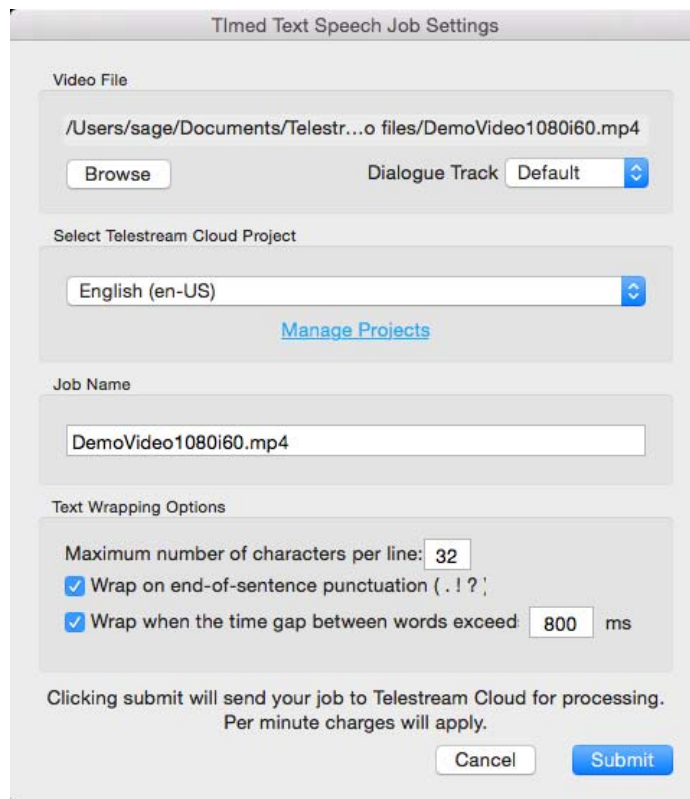 TImed Text Speech Job Settings
Video File
/Users/sage/Documents/Telestr...o files/DemoVideo1080i60.mp4
Browse
Dialogue Track Default
Select Telestream Cloud Project
English (en-US)
Manage Projects
Job Name
DemoVideo1080i60.mp4
Text Wrapping Options
Maximum number of characters per line: 32
Wrap on end-of-sentence punctuation ( . ! ? )
Wrap when the time gap between words exceed: 800 ms
Clicking submit will send your job to Telestream Cloud for processing.
Per minute charges will apply.
Cancel Submit